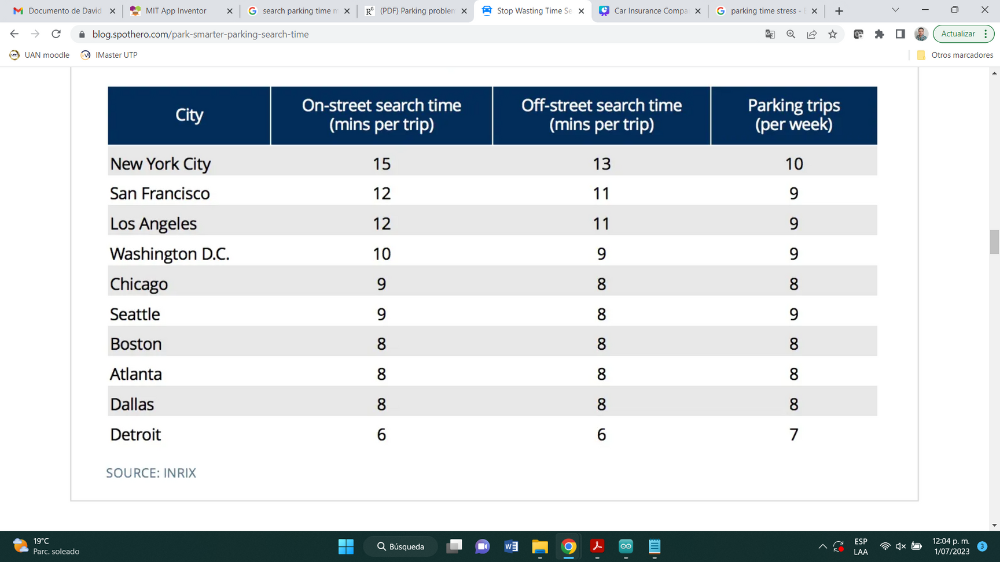 Documento de David
MIT App Inventor
search parking time m
(PDF) Parking problem
Stop Wasting Time Se
Car Insurance Compa
parking time stress -
blog.spothero.com/park-smarter-parking-search-time
Actualizar
UAN moodle
IMaster UTP
Otros marcadores
City On-street search time (mins per trip) Off-street search time (mins per trip) Parking trips (per week)
New York City 15 13 10
San Francisco 12 11 9
Los Angeles 12 11 9
Washington D.C. 10 9 9
Chicago 9 8 8
Seattle 9 8 9
Boston 8 8 8
Atlanta 8 8 8
Dallas 8 8 8
Detroit 6 6 7
SOURCE: INRIX
19°C
Parc. soleado
Búsqueda
ESP
LAA
12:04 p. m.
1/07/2023
3